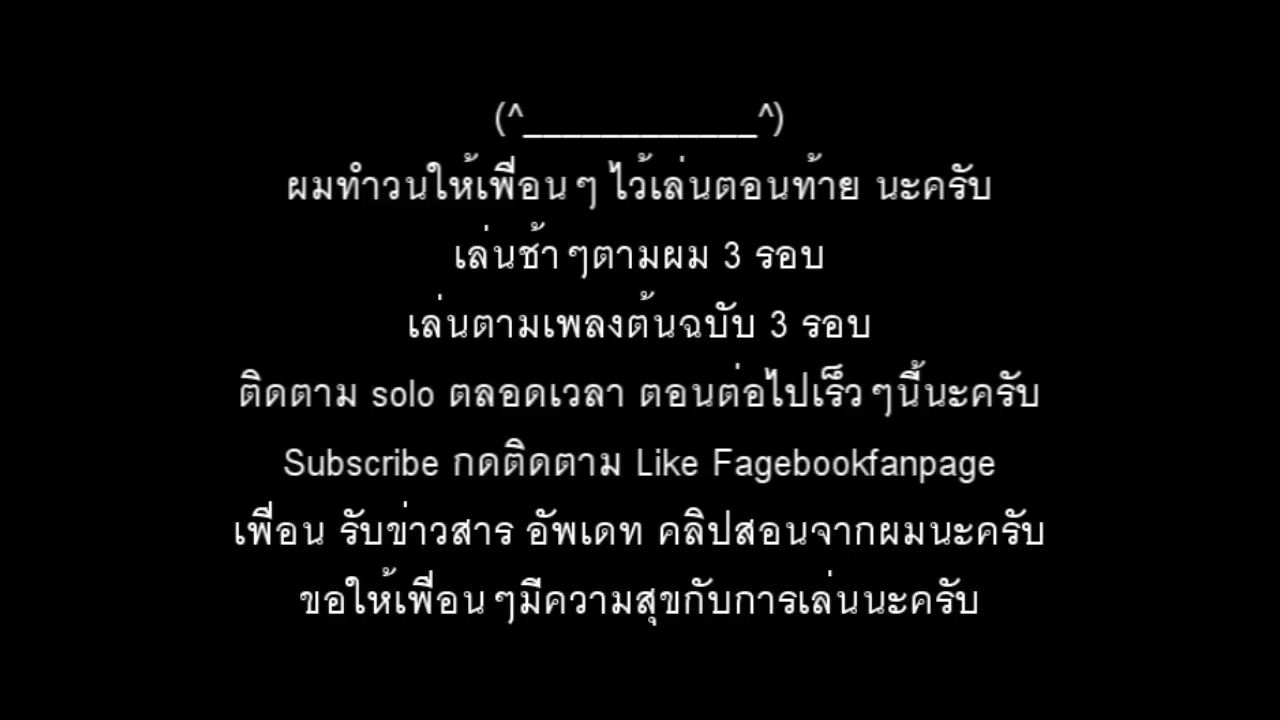 (^____________^)
ผมทำวนให้เพื่อนๆ ไว้เล่นตอนท้าย นะครับ
เล่นช้าๆตามผม 3 รอบ
เล่นตามเพลงต้นฉบับ 3 รอบ
ติดตาม solo ตลอดเวลา ตอนต่อไปเร็วๆนี้นะครับ
Subscribe กดติดตาม Like Fagebookfanpage
เพื่อน รับข่าวสาร อัพเดท คลิปสอนจากผมนะครับ
ขอให้เพื่อนๆมีความสุขกับการเล่นนะครับ